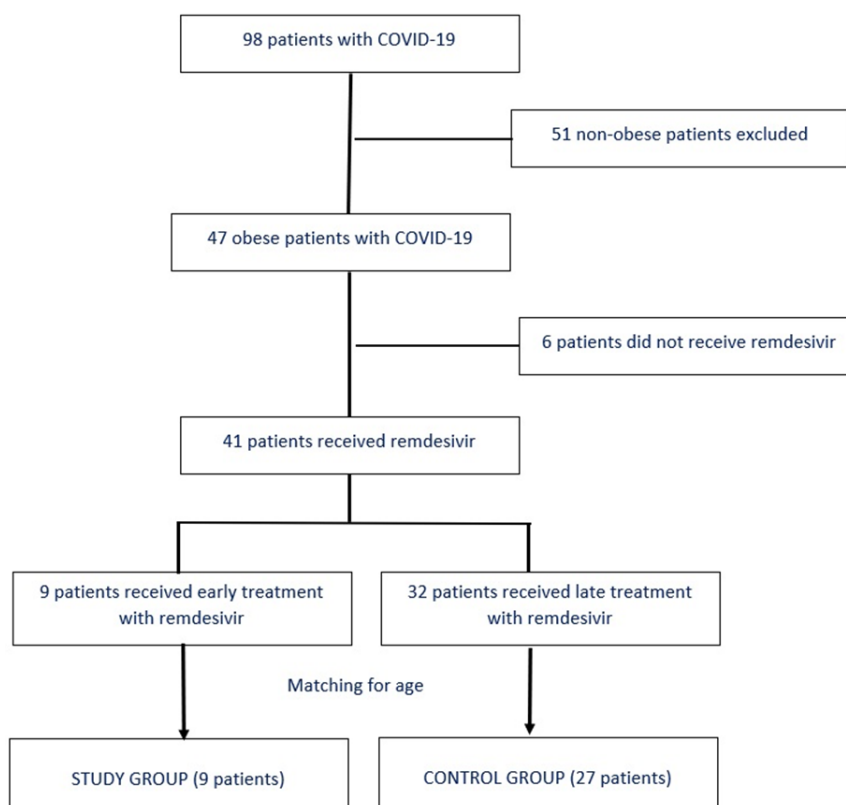 98 patients with COVID-19
51 non-obese patients excluded
47 obese patients with COVID-19
6 patients did not receive remdesivir
41 patients received remdesivir
9 patients received early treatment
with remdesivir
32 patients received late treatment
with remdesivir
Matching for age
STUDY GROUP (9 patients)
CONTROL GROUP (27 patients)